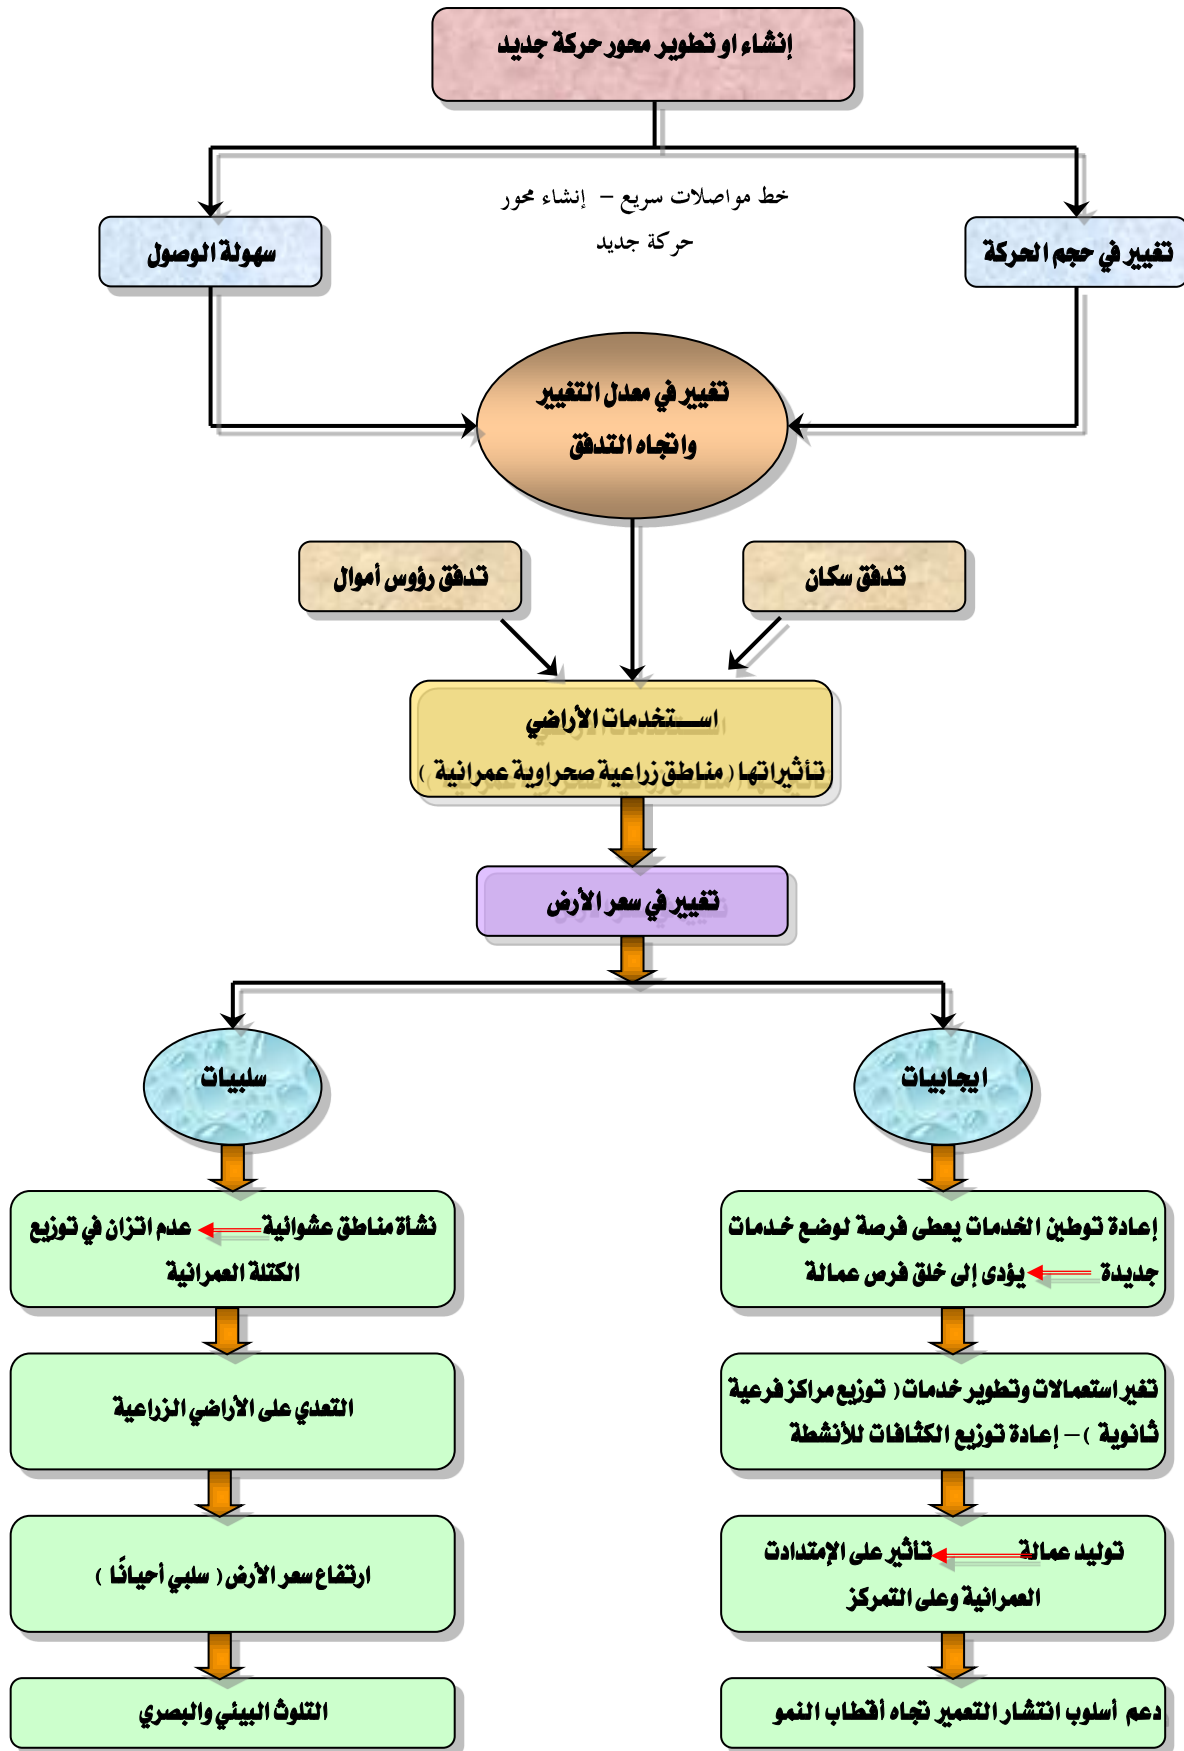 إنشاء او تطوير محور حركة جديد
خط مواصلات سريع – إنشاء محور
حركة جديد
تغيير في حجم الحركة
سهولة الوصول
تغيير في معدل التغيير
واتجاه التدفق
تدفق سكان
تدفق رؤوس أموال
اســتخدمات الأراضي
تأثيراتها ( مناطق زراعية صحراوية عمرانية )
تغيير في سعر الأرض
ايجابيات
إعادة توطين الخدمات يعطى فرصة لوضع خدمات
جديدة ← يؤدى إلى خلق فرص عمالة
تغير استعمالات وتطوير خدمات ( توزيع مراكز فرعية
ثانوية ) – إعادة توزيع الكثافات للأنشطة
توليد عمالة ← تأثير على الإمتدادت
العمرانية وعلى التمركز
دعم أسلوب انتشار التعمير تجاه أقطاب النمو
سلبيات
نشأة مناطق عشوائية ← عدم اتزان في توزيع
الكتلة العمرانية
التعدي على الأراضي الزراعية
ارتفاع سعر الأرض ( سلبي أحيانًا )
التلوث البيئي والبصري